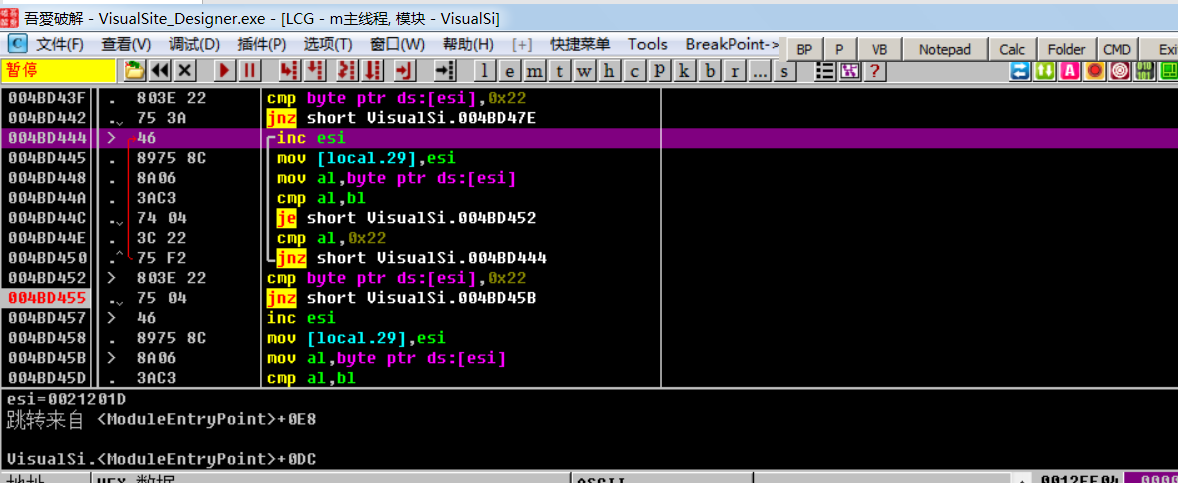 吾爱破解 - VisualSite_Designer.exe - [LCG - m主线程, 模块 - VisualSi]
C 文件(F) 查看(V) 调试(D) 插件(P) 选项(T) 窗口(W) 帮助(H) [+] 快捷菜单 Tools BreakPoint-> BP P VB Notepad Calc Folder CMD Exi
暂停 l e m t w h c P k b r ... s ?
004BD43F . 803E 22 cmp byte ptr ds:[esi],0x22
004BD442 .. 75 3A jnz short VisualSi.004BD47E
004BD444 > 46 inc esi
004BD445 . 8975 8C mov [local.29],esi
004BD448 . 8A06 mov al,byte ptr ds:[esi]
004BD44A . 3AC3 cmp al,bl
004BD44C .. 74 04 je short VisualSi.004BD452
004BD44E . 3C 22 cmp al,0x22
004BD450 .^ 75 F2 jnz short VisualSi.004BD444
004BD452 > 803E 22 cmp byte ptr ds:[esi],0x22
004BD455 .. 75 04 jnz short VisualSi.004BD45B
004BD457 > 46 inc esi
004BD458 . 8975 8C mov [local.29],esi
004BD45B > 8A06 mov al,byte ptr ds:[esi]
004BD45D . 3AC3 cmp al,bl
esi=0021201D
跳转来自 <ModuleEntryPoint>+0E8
VisualSi.<ModuleEntryPoint>+0DC
地址 HEX 数据 ASCII 0012FF04